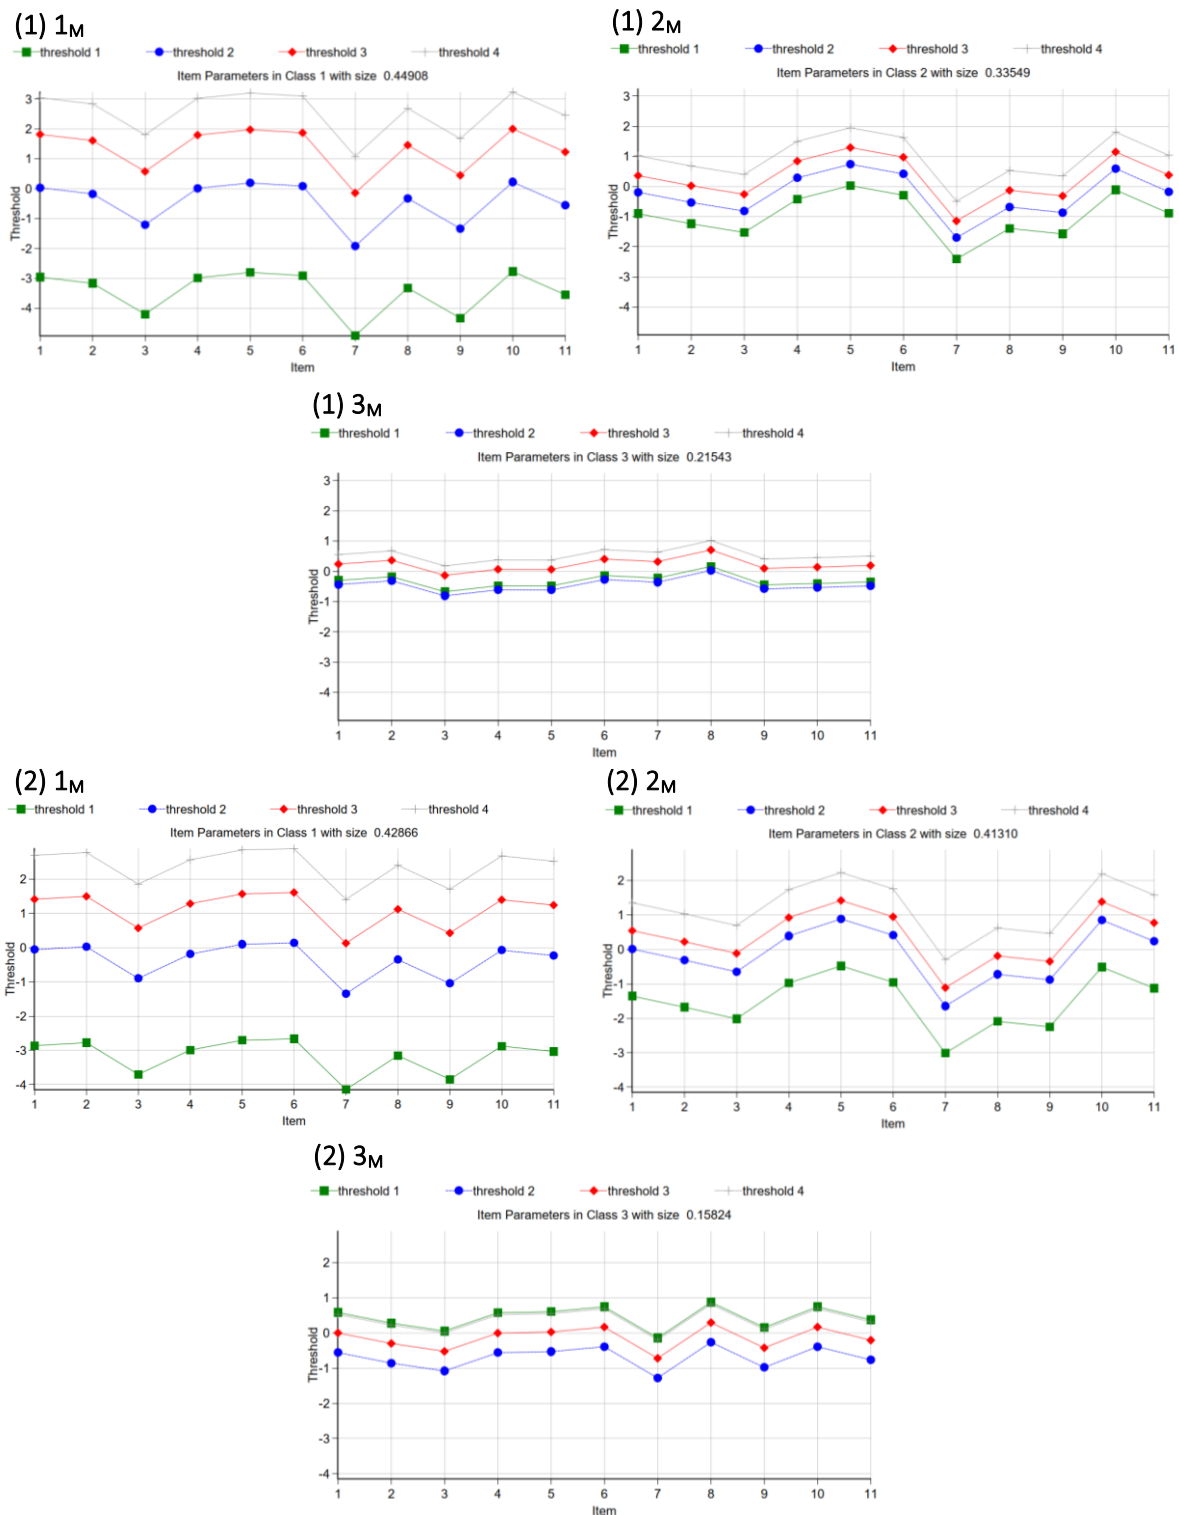 (1) 1M
threshold 1 threshold 2 threshold 3 threshold 4
Item Parameters in Class 1 with size 0.44908
3
2
1
0
-1
-2
-3
-4
Threshold
1 2 3 4 5 6 7 8 9 10 11
Item
(1) 2M
threshold 1 threshold 2 threshold 3 threshold 4
Item Parameters in Class 2 with size 0.33549
3
2
1
0
-1
-2
-3
-4
Threshold
1 2 3 4 5 6 7 8 9 10 11
Item
(1) 3M
threshold 1 threshold 2 threshold 3 threshold 4
Item Parameters in Class 3 with size 0.21543
3
2
1
0
-1
-2
-3
-4
Threshold
1 2 3 4 5 6 7 8 9 10 11
Item
(2) 1M
threshold 1 threshold 2 threshold 3 threshold 4
Item Parameters in Class 1 with size 0.42866
2
1
0
-1
-2
-3
-4
Threshold
1 2 3 4 5 6 7 8 9 10 11
Item
(2) 2M
threshold 1 threshold 2 threshold 3 threshold 4
Item Parameters in Class 2 with size 0.41310
2
1
0
-1
-2
-3
-4
Threshold
1 2 3 4 5 6 7 8 9 10 11
Item
(2) 3M
threshold 1 threshold 2 threshold 3 threshold 4
Item Parameters in Class 3 with size 0.15824
2
1
0
-1
-2
-3
-4
Threshold
1 2 3 4 5 6 7 8 9 10 11
Item